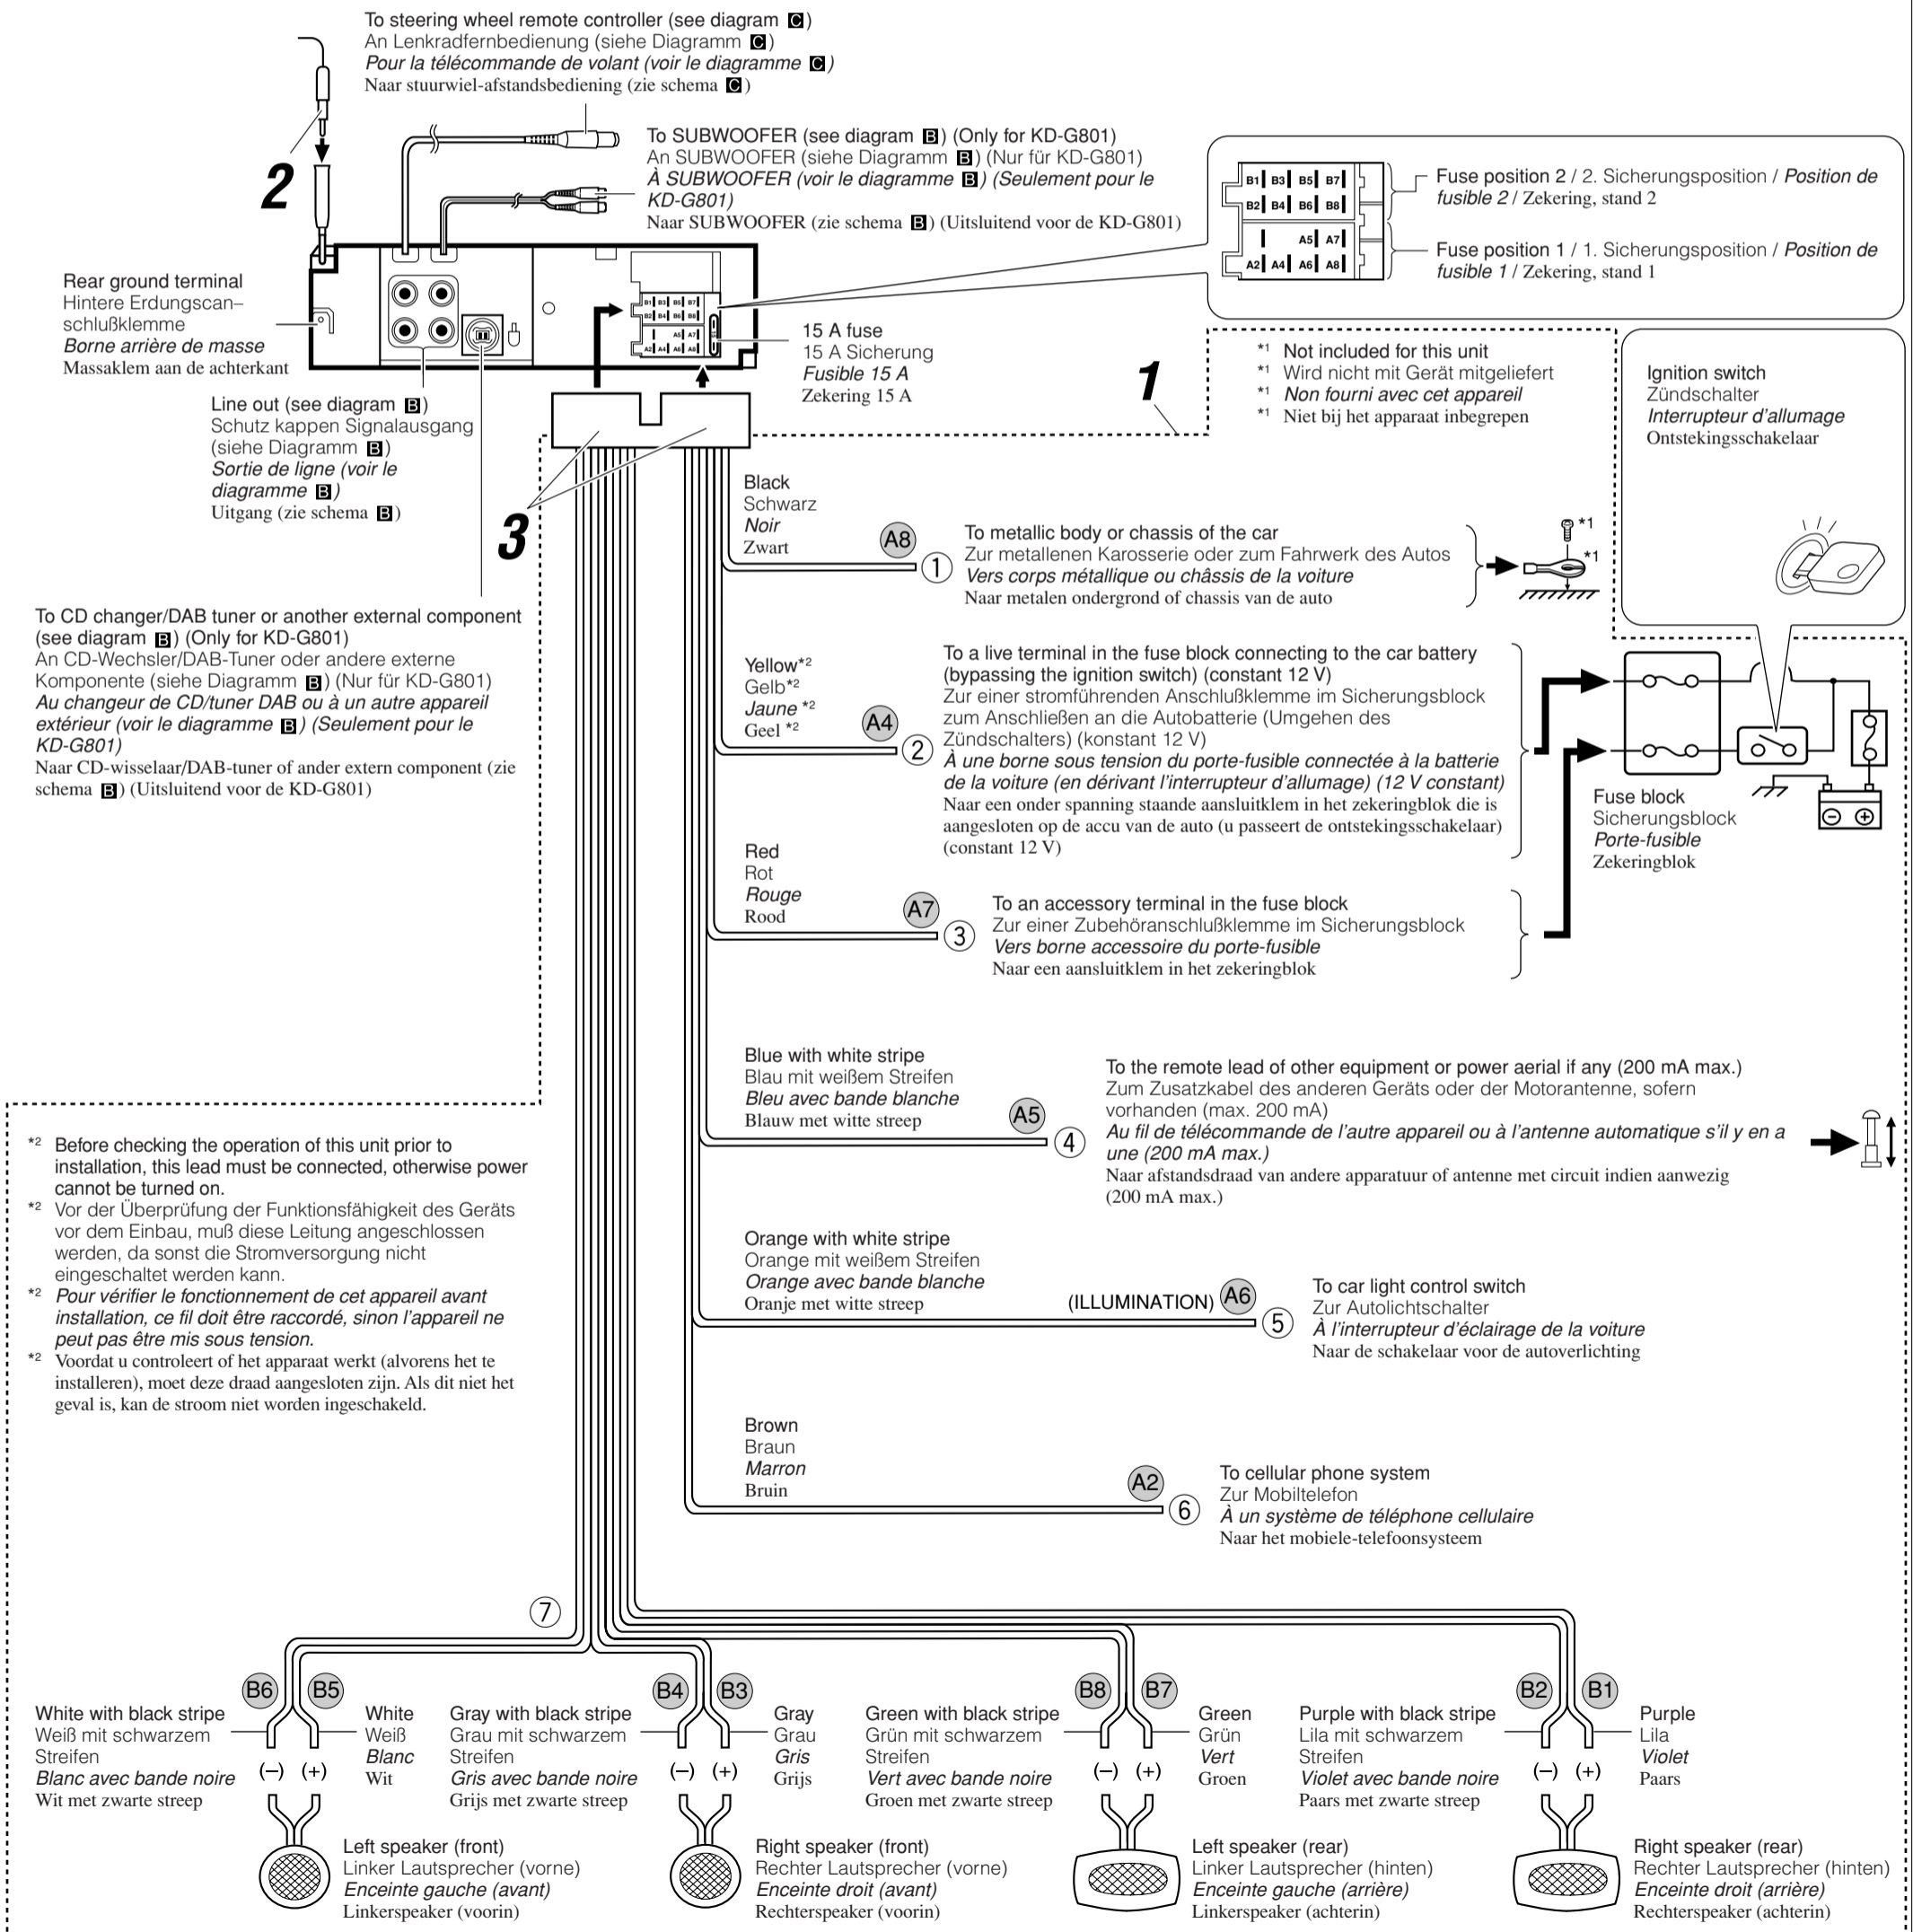 To steering wheel remote controller (see diagram C)
An Lenkradfernbedienung (siehe Diagramm C)
Pour la télécommande de volant (voir le diagramme C)
Naar stuurwiel-afstandsbediening (zie schema C)
2
To SUBWOOFER (see diagram B) (Only for KD-G801)
An SUBWOOFER (siehe Diagramm B) (Nur für KD-G801)
À SUBWOOFER (voir le diagramme B) (Seulement pour le
KD-G801)
Naar SUBWOOFER (zie schema B) (Uitsluitend voor de KD-G801)
B1 B3 B5 B7
B2 B4 B6 B8
A5 A7
A2 A4 A6 A8
Fuse position 2 / 2. Sicherungsposition / Position de
fusible 2 / Zekering, stand 2
Fuse position 1 / 1. Sicherungsposition / Position de
fusible 1 / Zekering, stand 1
Rear ground terminal
Hintere Erdungscan–
schlußklemme
Borne arrière de masse
Massaklem aan de achterkant
B1 B3 B5 B7
B2 B4 B6 B8
A5 A7
A2 A4 A6 A8
15 A fuse
15 A Sicherung
Fusible 15 A
Zekering 15 A
1
*1 Not included for this unit
*1 Wird nicht mit Gerät mitgeliefert
*1 Non fourni avec cet appareil
*1 Niet bij het apparaat inbegrepen
Ignition switch
Zündschalter
Interrupteur d'allumage
Ontstekingsschakelaar
Line out (see diagram B)
Schutz kappen Signalausgang
(siehe Diagramm B)
Sortie de ligne (voir le
diagramme B)
Uitgang (zie schema B)
3
To CD changer/DAB tuner or another external component
(see diagram B) (Only for KD-G801)
An CD-Wechsler/DAB-Tuner oder andere externe
Komponente (siehe Diagramm B) (Nur für KD-G801)
Au changeur de CD/tuner DAB ou à un autre appareil
extérieur (voir le diagramme B) (Seulement pour le
KD-G801)
Naar CD-wisselaar/DAB-tuner of ander extern component (zie
schema B) (Uitsluitend voor de KD-G801)
Black
Schwarz
Noir
Zwart
A8
①
To metallic body or chassis of the car
Zur metallenen Karosserie oder zum Fahrwerk des Autos
Vers corps métallique ou châssis de la voiture
Naar metalen ondergrond of chassis van de auto
*1
*1
Yellow*2
Gelb*2
Jaune *2
Geel *2
A4
②
To a live terminal in the fuse block connecting to the car battery
(bypassing the ignition switch) (constant 12 V)
Zur einer stromführenden Anschlußklemme im Sicherungsblock
zum Anschließen an die Autobatterie (Umgehen des
Zündschalters) (konstant 12 V)
À une borne sous tension du porte-fusible connectée à la batterie
de la voiture (en dérivant l'interrupteur d'allumage) (12 V constant)
Naar een onder spanning staande aansluitklem in het zekeringblok die is
aangesloten op de accu van de auto (u passeert de ontstekingsschakelaar)
(constant 12 V)
Fuse block
Sicherungsblock
Porte-fusible
Zekeringblok
Red
Rot
Rouge
Rood
A7
③
To an accessory terminal in the fuse block
Zur einer Zubehöranschlußklemme im Sicherungsblock
Vers borne accessoire du porte-fusible
Naar een aansluitklem in het zekeringblok
Blue with white stripe
Blau mit weißem Streifen
Bleu avec bande blanche
Blauw met witte streep
A5
④
To the remote lead of other equipment or power aerial if any (200 mA max.)
Zum Zusatzkabel des anderen Geräts oder der Motorantenne, sofern
vorhanden (max. 200 mA)
Au fil de télécommande de l'autre appareil ou à l'antenne automatique s'il y en a
une (200 mA max.)
Naar afstandsdraad van andere apparatuur of antenne met circuit indien aanwezig
(200 mA max.)
*2 Before checking the operation of this unit prior to
installation, this lead must be connected, otherwise power
cannot be turned on.
*2 Vor der Überprüfung der Funktionsfähigkeit des Geräts
vor dem Einbau, muß diese Leitung angeschlossen
werden, da sonst die Stromversorgung nicht
eingeschaltet werden kann.
*2 Pour vérifier le fonctionnement de cet appareil avant
installation, ce fil doit être raccordé, sinon l'appareil ne
peut pas être mis sous tension.
*2 Voordat u controleert of het apparaat werkt (alvorens het te
installeren), moet deze draad aangesloten zijn. Als dit niet het
geval is, kan de stroom niet worden ingeschakeld.
Orange with white stripe
Orange mit weißem Streifen
Orange avec bande blanche
Oranje met witte streep
(ILLUMINATION) A6
⑤
To car light control switch
Zur Autolichtschalter
À l'interrupteur d'éclairage de la voiture
Naar de schakelaar voor de autoverlichting
Brown
Braun
Marron
Bruin
A2
⑥
To cellular phone system
Zur Mobiltelefon
À un système de téléphone cellulaire
Naar het mobiele-telefoonsysteem
⑦
White with black stripe
Weiß mit schwarzem
Streifen
Blanc avec bande noire
Wit met zwarte streep
B6 B5
(–) (+)
White
Weiß
Blanc
Wit
Left speaker (front)
Linker Lautsprecher (vorne)
Enceinte gauche (avant)
Linkerspeaker (voorin)
Gray with black stripe
Grau mit schwarzem
Streifen
Gris avec bande noire
Grijs met zwarte streep
B4 B3
(–) (+)
Gray
Grau
Gris
Grijs
Right speaker (front)
Rechter Lautsprecher (vorne)
Enceinte droit (avant)
Rechterspeaker (voorin)
Green with black stripe
Grün mit schwarzem
Streifen
Vert avec bande noire
Groen met zwarte streep
B8 B7
(–) (+)
Green
Grün
Vert
Groen
Left speaker (rear)
Linker Lautsprecher (hinten)
Enceinte gauche (arrière)
Linkerspeaker (achterin)
Purple with black stripe
Lila mit schwarzem
Streifen
Violet avec bande noire
Paars met zwarte streep
B2 B1
(–) (+)
Purple
Lila
Violet
Paars
Right speaker (rear)
Rechter Lautsprecher (hinten)
Enceinte droit (arrière)
Rechterspeaker (achterin)